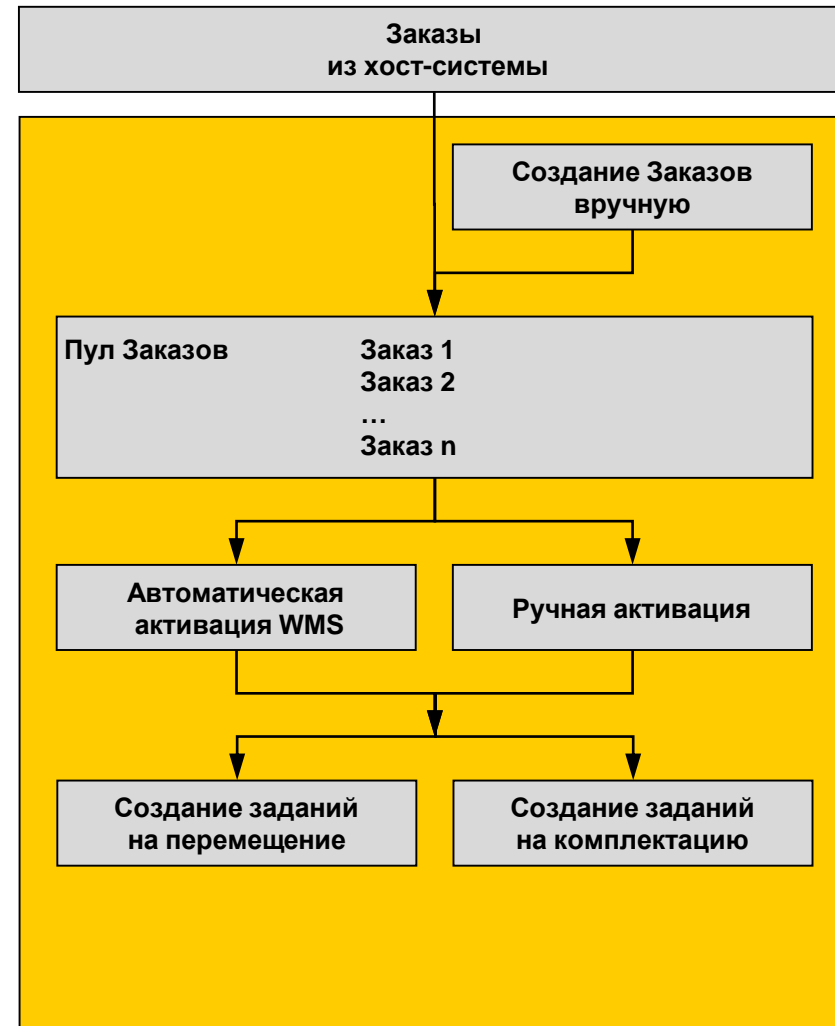 Заказы
из хост-системы
Создание Заказов
вручную
Пул Заказов Заказ 1
Заказ 2
…
Заказ n
Автоматическая
активация WMS
Ручная активация
Создание заданий
на перемещение
Создание заданий
на комплектацию